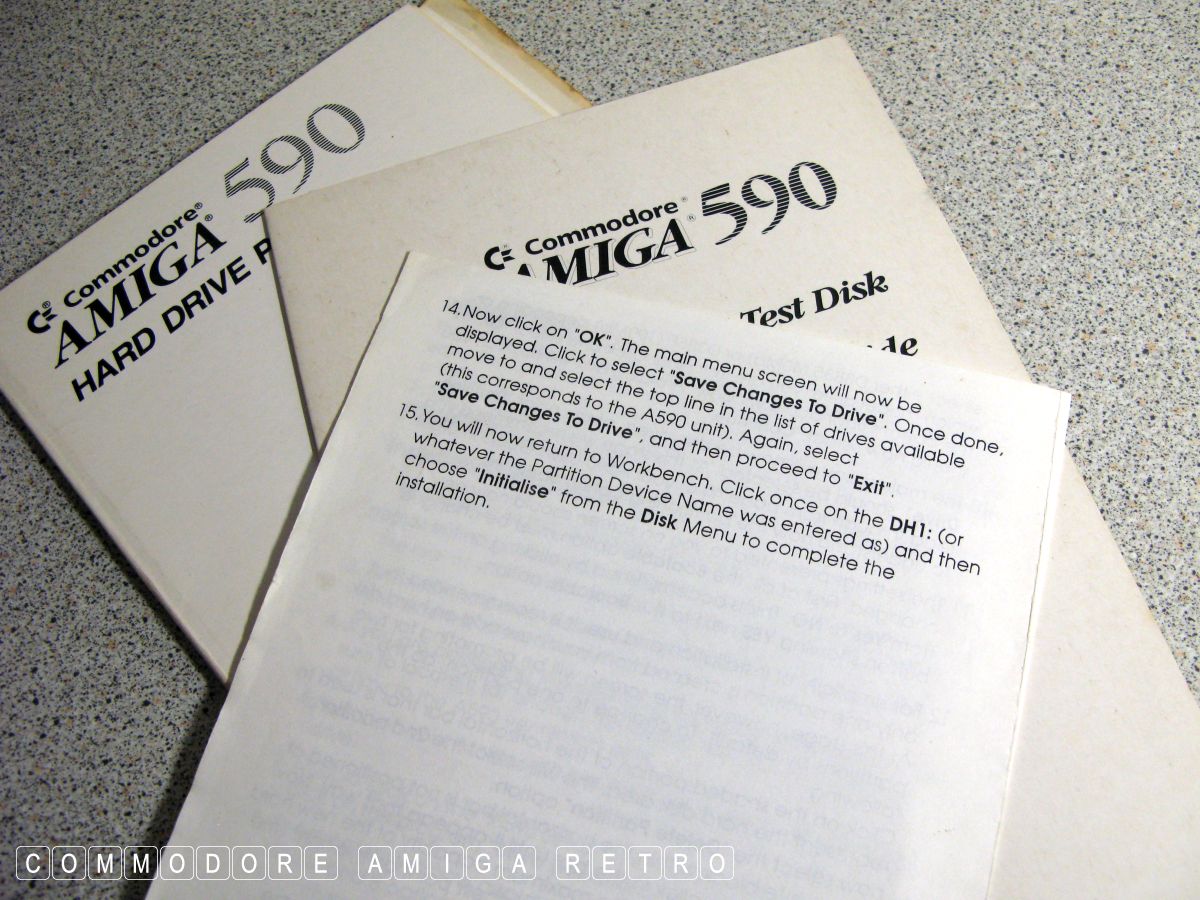 Commodore®
AMIGA® 590
HARD DRIVE
Commodore®
AMIGA® 590
Test Disk
14. Now click on "OK". The main menu screen will now be
displayed. Click to select "Save Changes To Drive". Once done,
move to and select the top line in the list of drives available
(this corresponds to the A590 unit). Again, select
"Save Changes To Drive", and then proceed to "Exit".
15. You will now return to Workbench. Click once on the DH1: (or
whatever the Partition Device Name was entered as) and then
choose "Initialise" from the Disk Menu to complete the
installation.
COMMODORE AMIGA RETRO